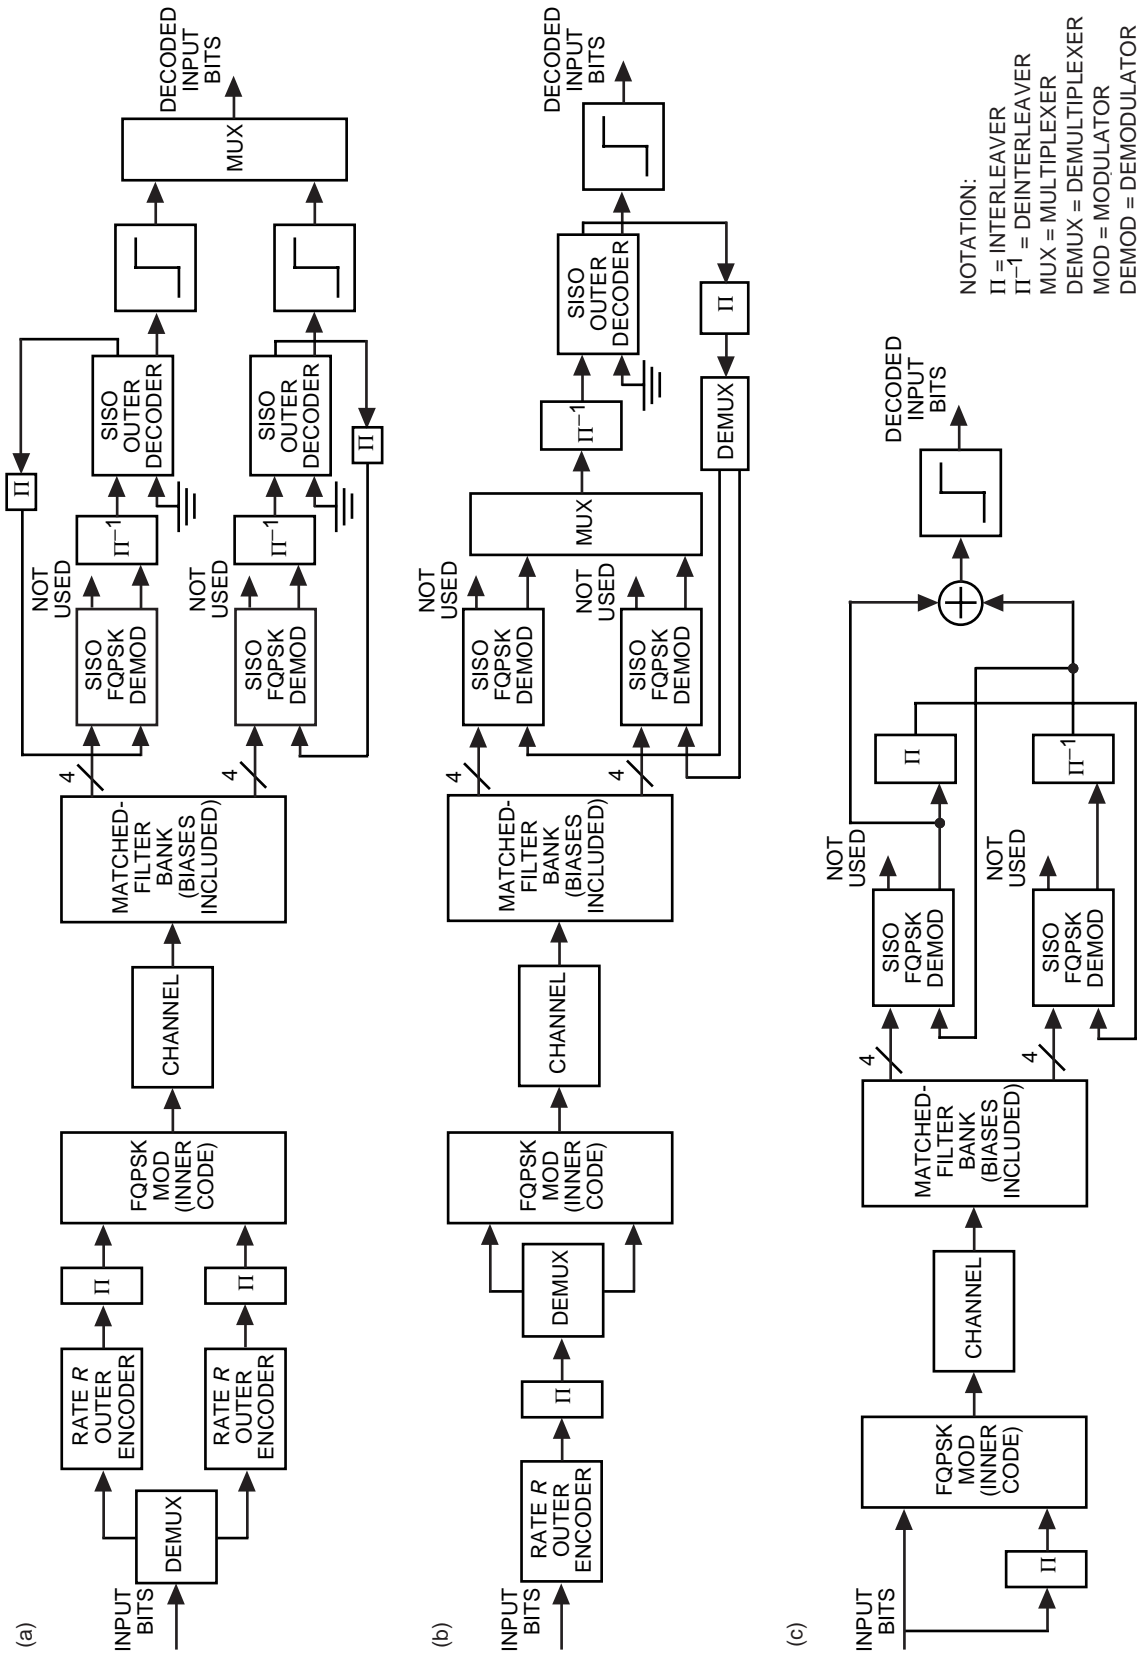 (a)
INPUT
BITS
DEMUX
RATE R
OUTER
ENCODER
RATE R
OUTER
ENCODER
Π
Π
FQPSK
MOD
(INNER
CODE)
CHANNEL
MATCHED-
FILTER
BANK
(BIASES
INCLUDED)
4
4
SISO
FQPSK
DEMOD
SISO
FQPSK
DEMOD
NOT
USED
NOT
USED
Π⁻¹
Π⁻¹
Π
SISO
OUTER
DECODER
SISO
OUTER
DECODER
Π
MUX
DECODED
INPUT
BITS
(b)
INPUT
BITS
RATE R
OUTER
ENCODER
Π
DEMUX
FQPSK
MOD
(INNER
CODE)
CHANNEL
MATCHED-
FILTER
BANK
(BIASES
INCLUDED)
4
4
SISO
FQPSK
DEMOD
SISO
FQPSK
DEMOD
NOT
USED
NOT
USED
MUX
Π⁻¹
SISO
OUTER
DECODER
DEMUX
Π
DECODED
INPUT
BITS
(c)
INPUT
BITS
Π
FQPSK
MOD
(INNER
CODE)
CHANNEL
MATCHED-
FILTER
BANK
(BIASES
INCLUDED)
4
4
SISO
FQPSK
DEMOD
SISO
FQPSK
DEMOD
NOT
USED
NOT
USED
Π
Π⁻¹
DECODED
INPUT
BITS
NOTATION:
Π = INTERLEAVER
Π⁻¹ = DEINTERLEAVER
MUX = MULTIPLEXER
DEMUX = DEMULTIPLEXER
MOD = MODULATOR
DEMOD = DEMODULATOR